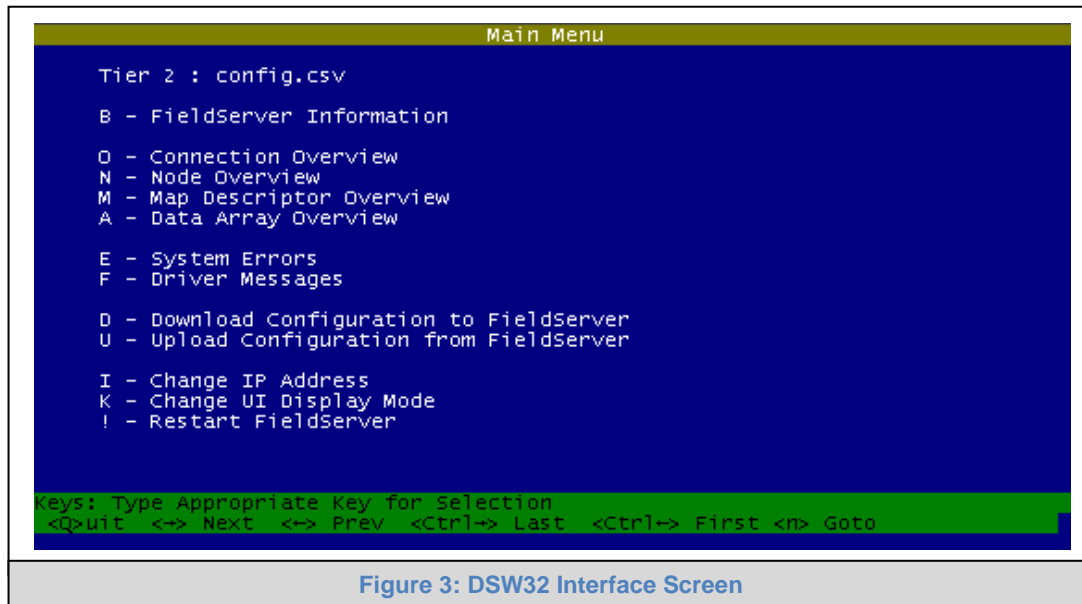 Main Menu
Tier 2 : config.csv
B - FieldServer Information
O - Connection Overview
N - Node Overview
M - Map Descriptor Overview
A - Data Array Overview
E - System Errors
F - Driver Messages
D - Download Configuration to FieldServer
U - Upload Configuration from FieldServer
I - Change IP Address
K - Change UI Display Mode
! - Restart FieldServer
Keys: Type Appropriate Key for Selection
<Q>uit <→> Next <←> Prev <Ctrl→> Last <Ctrl←> First <n> Goto
Figure 3: DSW32 Interface Screen